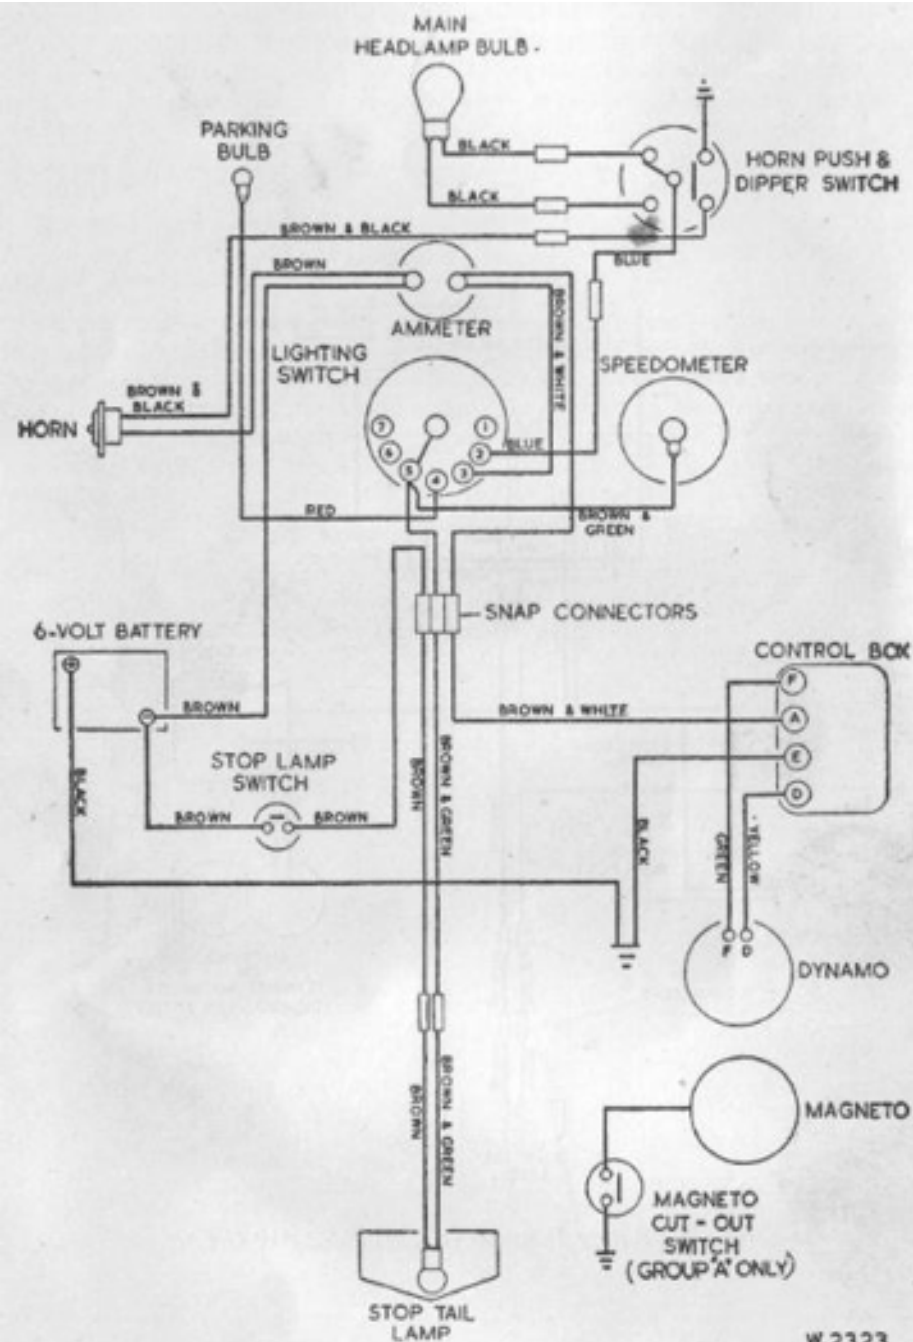 MAIN
HEADLAMP BULB -
PARKING
BULB
BLACK
HORN PUSH &
DIPPER SWITCH
BLACK
BROWN & BLACK
BLUE
BROWN
AMMETER
BROWN & WHITE
LIGHTING
SWITCH
SPEEDOMETER
BROWN &
BLACK
HORN
7
1
6
2
BLUE
5
4
3
RED
BROWN &
GREEN
SNAP CONNECTORS
6-VOLT BATTERY
CONTROL BOX
+
F
BROWN
BROWN & WHITE
A
STOP LAMP
SWITCH
E
BLACK
BROWN
BROWN & GREEN
D
BROWN
BROWN
BLACK
GREEN
YELLOW
F D
DYNAMO
BROWN
BROWN & GREEN
MAGNETO
MAGNETO
CUT - OUT
SWITCH
(GROUP "A" ONLY)
STOP TAIL
LAMP
W.2323